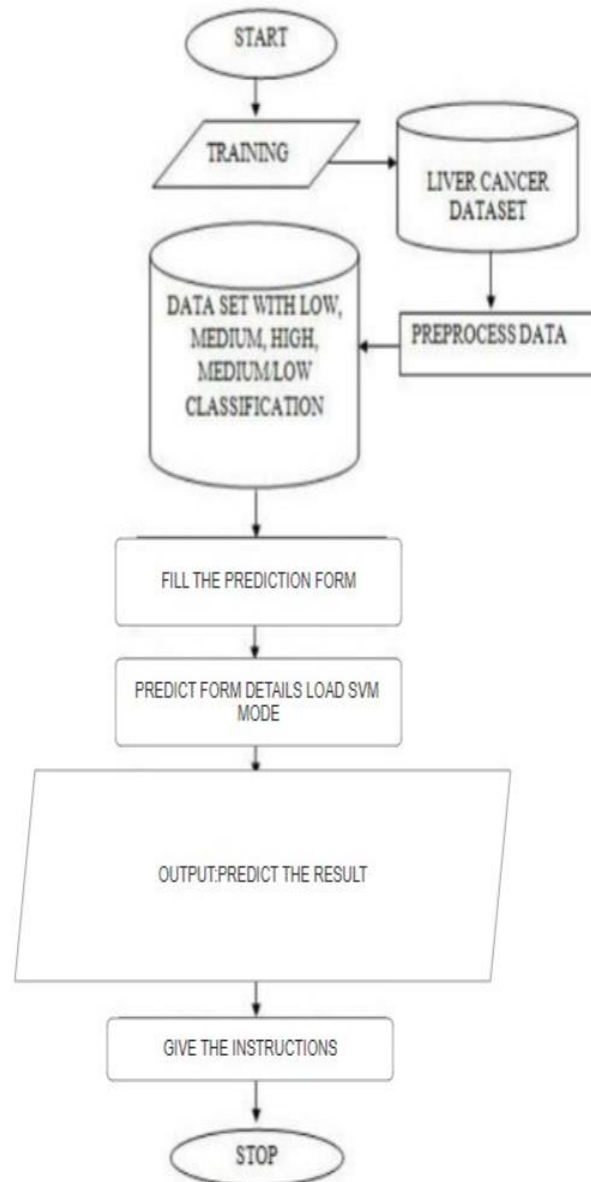 START
TRAINING
LIVER CANCER
DATASET
PREPROCESS DATA
DATA SET WITH LOW,
MEDIUM, HIGH,
MEDIUM/LOW
CLASSIFICATION
FILL THE PREDICTION FORM
PREDICT FORM DETAILS LOAD SVM
MODE
OUTPUT:PREDICT THE RESULT
GIVE THE INSTRUCTIONS
STOP